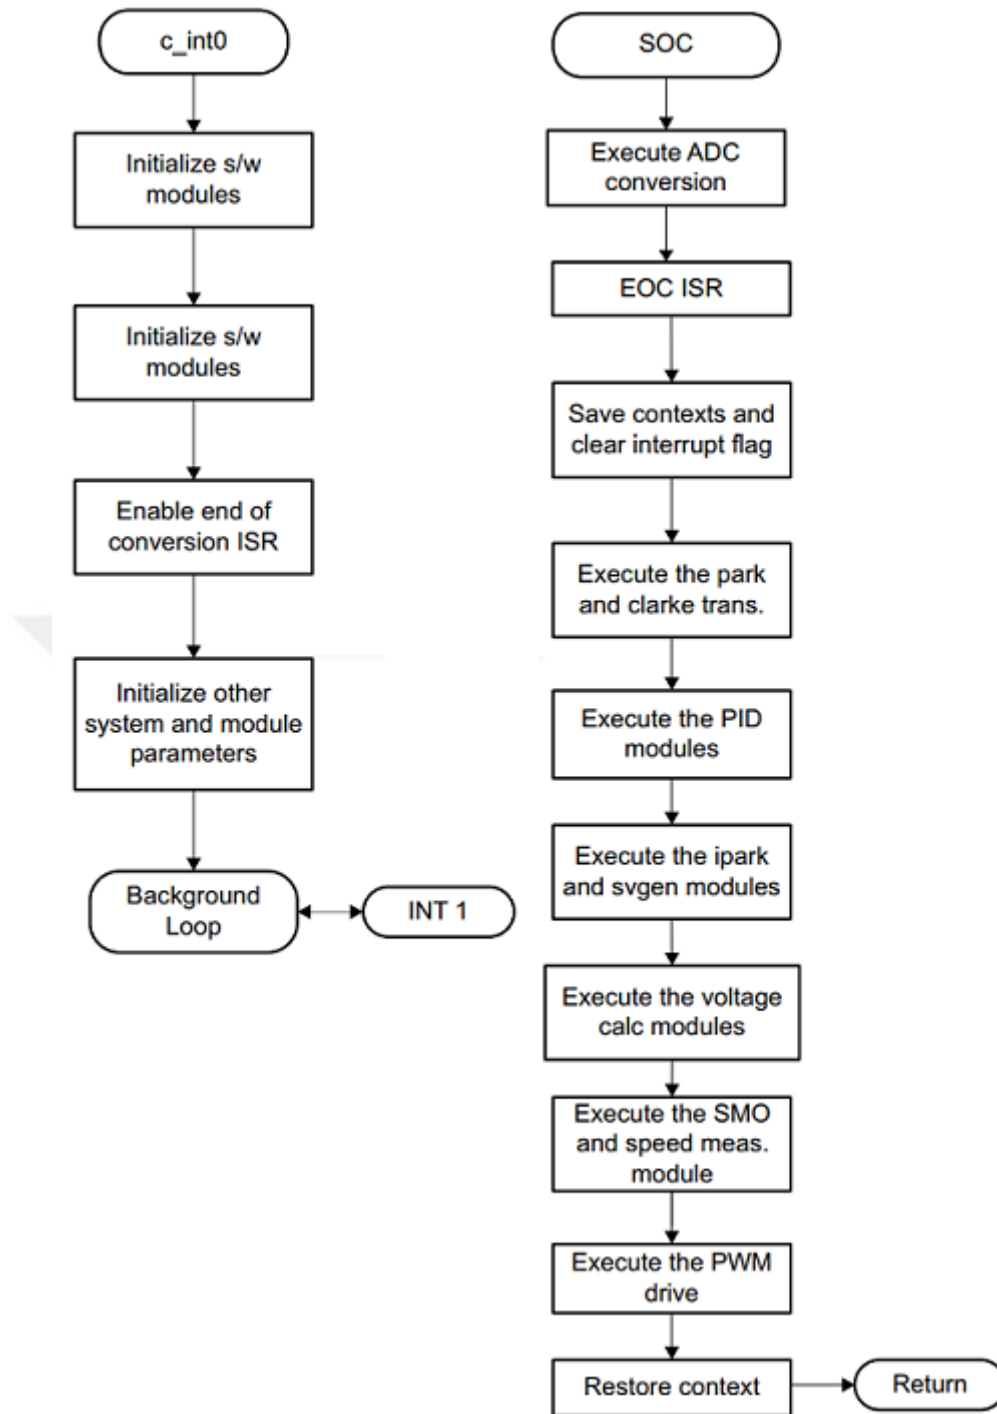 c_int0
Initialize s/w
modules
Initialize s/w
modules
Enable end of
conversion ISR
Initialize other
system and module
parameters
Background
Loop
INT 1
SOC
Execute ADC
conversion
EOC ISR
Save contexts and
clear interrupt flag
Execute the park
and clarke trans.
Execute the PID
modules
Execute the ipark
and svgen modules
Execute the voltage
calc modules
Execute the SMO
and speed meas.
module
Execute the PWM
drive
Restore context
Return